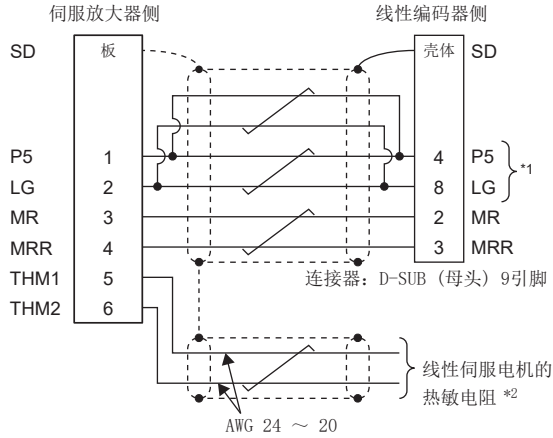 伺服放大器侧 线性编码器侧
SD 板 壳体 SD
P5 1 4 P5
LG 2 8 LG *1
MR 3 2 MR
MRR 4 3 MRR
THM1 5 连接器：D-SUB (母头) 9引脚
THM2 6
线性伺服电机的
热敏电阻 *2
AWG 24 ～ 20